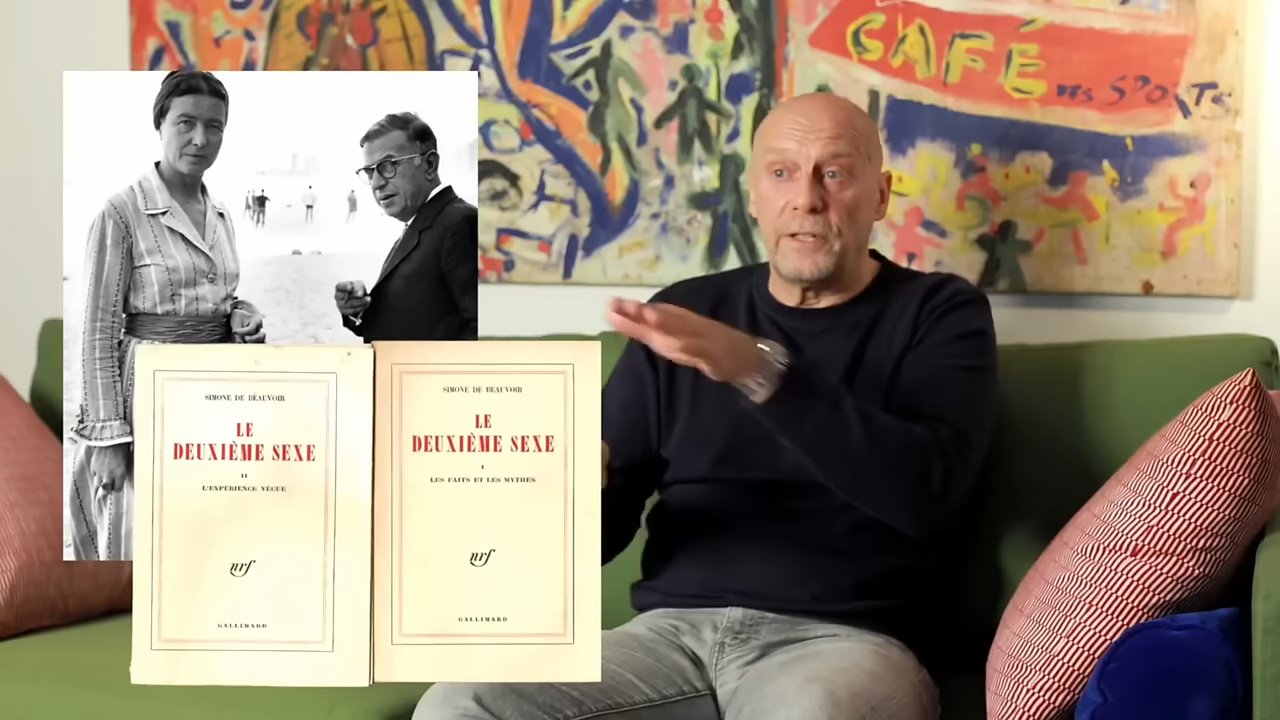 CAFÉ
DES SPORTS
SIMONE DE BEAUVOIR
LE
DEUXIÈME SEXE
II
L'EXPÉRIENCE VÉCUE
nrf
GALLIMARD
SIMONE DE BEAUVOIR
LE
DEUXIÈME SEXE
I
LES FAITS ET LES MYTHES
nrf
GALLIMARD